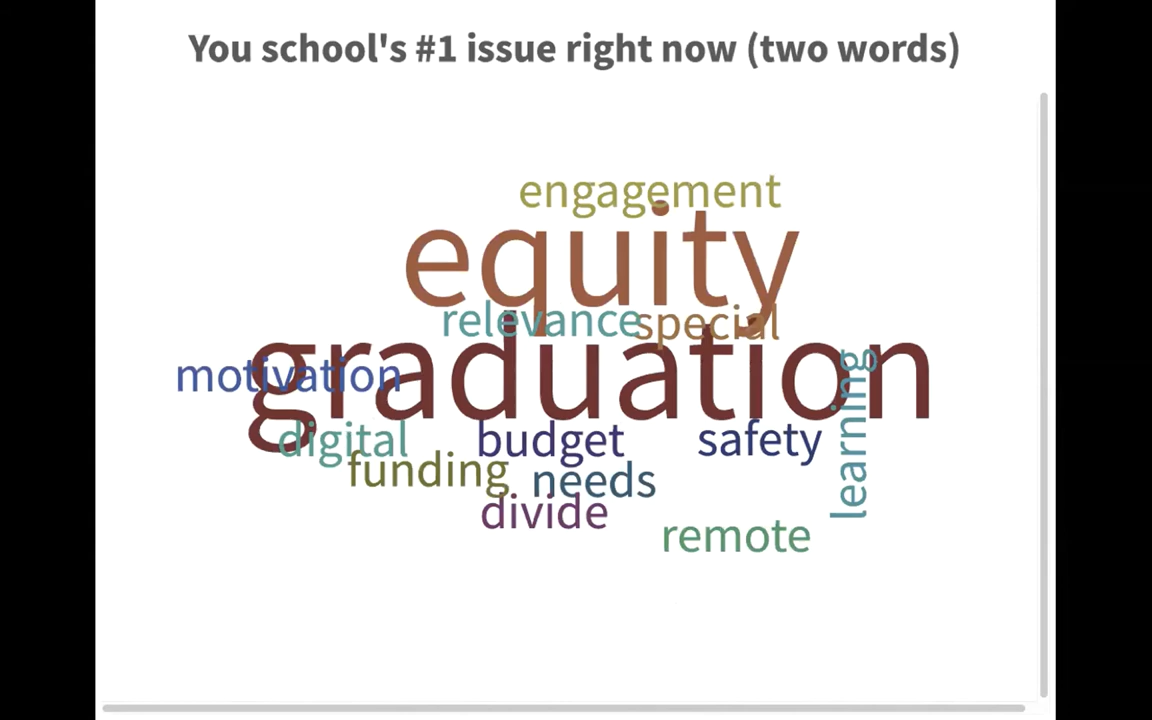 You school's #1 issue right now (two words)
engagement
equity
relevance
special
graduation
motivation
learning
digital
budget
safety
funding
needs
divide
remote